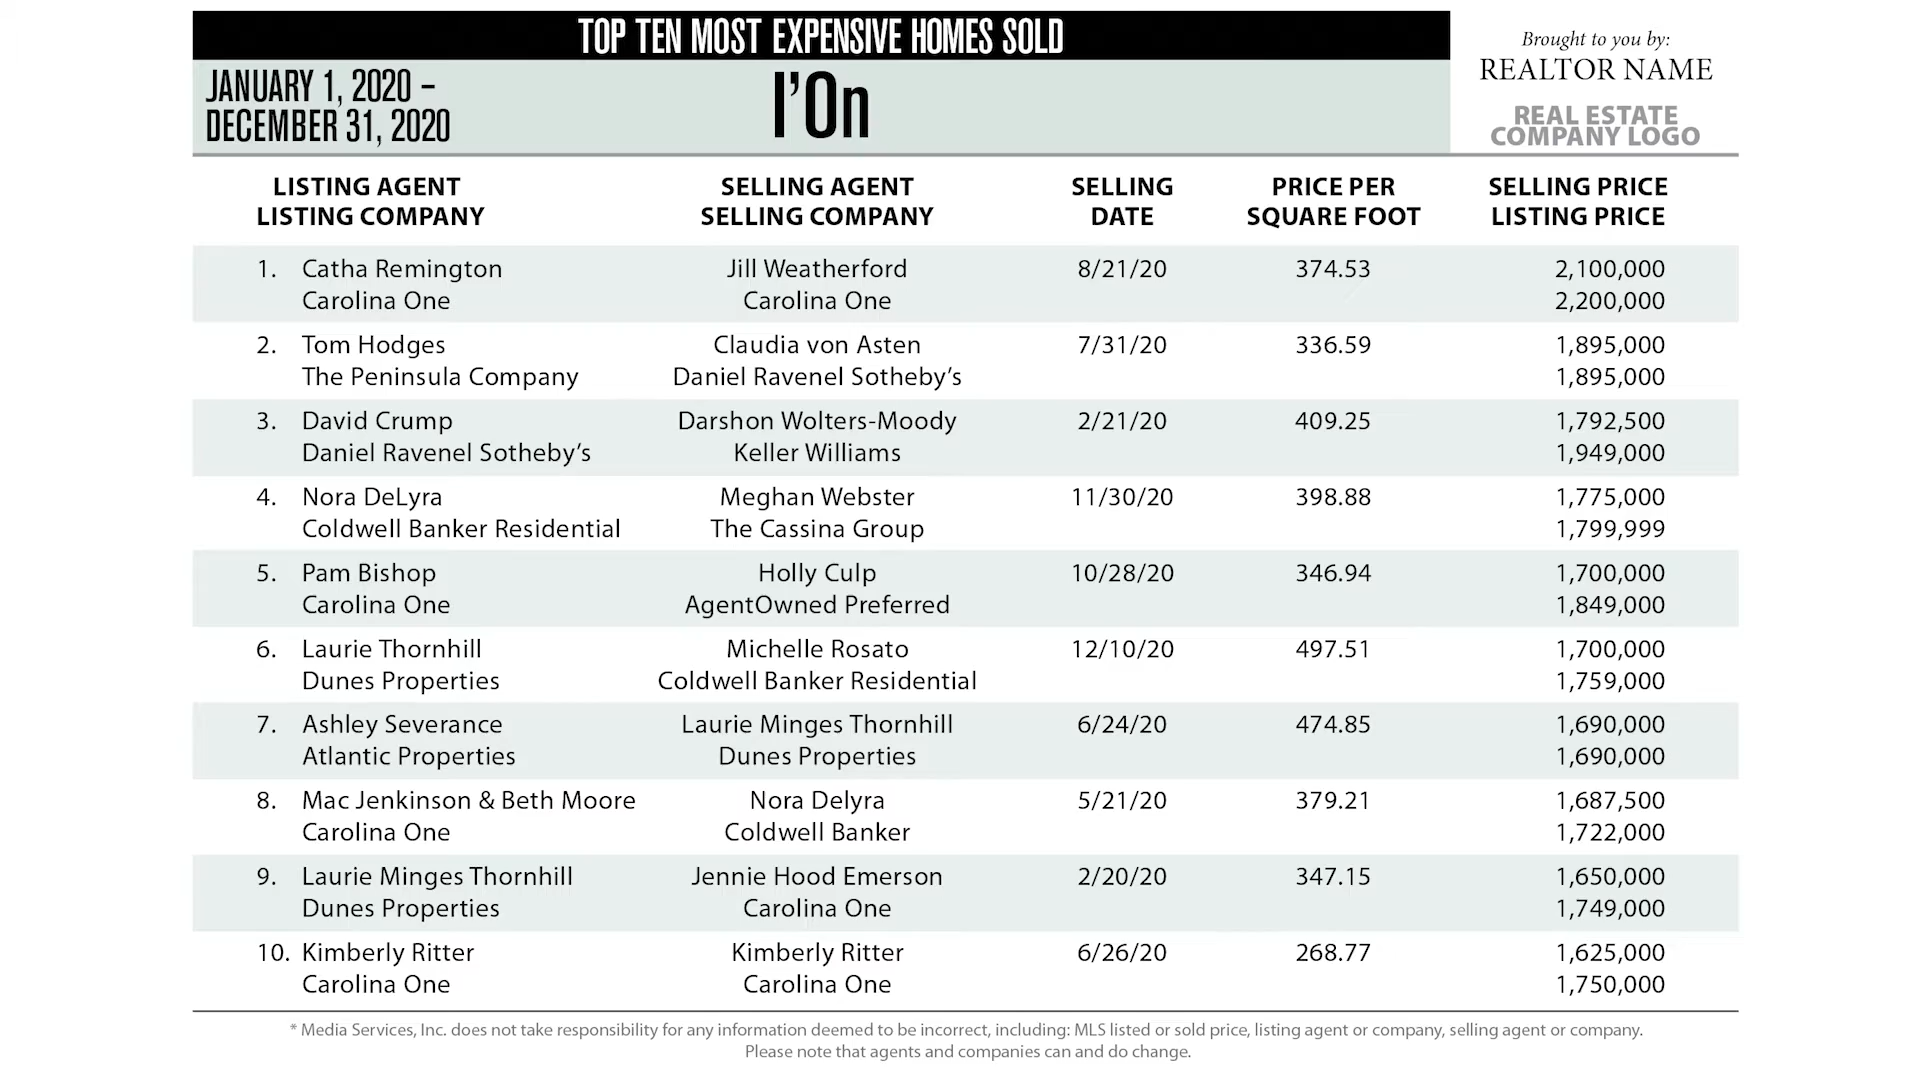 TOP TEN MOST EXPENSIVE HOMES SOLD
JANUARY 1, 2020 –
DECEMBER 31, 2020
I’On
Brought to you by:
REALTOR NAME
REAL ESTATE
COMPANY LOGO
LISTING AGENT SELLING AGENT SELLING PRICE PER SELLING PRICE
LISTING COMPANY SELLING COMPANY DATE SQUARE FOOT LISTING PRICE
1. Catha Remington Jill Weatherford 8/21/20 374.53 2,100,000
Carolina One Carolina One 2,200,000
2. Tom Hodges Claudia von Asten 7/31/20 336.59 1,895,000
The Peninsula Company Daniel Ravenel Sotheby’s 1,895,000
3. David Crump Darshon Wolters-Moody 2/21/20 409.25 1,792,500
Daniel Ravenel Sotheby’s Keller Williams 1,949,000
4. Nora DeLyra Meghan Webster 11/30/20 398.88 1,775,000
Coldwell Banker Residential The Cassina Group 1,799,999
5. Pam Bishop Holly Culp 10/28/20 346.94 1,700,000
Carolina One AgentOwned Preferred 1,849,000
6. Laurie Thornhill Michelle Rosato 12/10/20 497.51 1,700,000
Dunes Properties Coldwell Banker Residential 1,759,000
7. Ashley Severance Laurie Minges Thornhill 6/24/20 474.85 1,690,000
Atlantic Properties Dunes Properties 1,690,000
8. Mac Jenkinson & Beth Moore Nora Delyra 5/21/20 379.21 1,687,500
Carolina One Coldwell Banker 1,722,000
9. Laurie Minges Thornhill Jennie Hood Emerson 2/20/20 347.15 1,650,000
Dunes Properties Carolina One 1,749,000
10. Kimberly Ritter Kimberly Ritter 6/26/20 268.77 1,625,000
Carolina One Carolina One 1,750,000
* Media Services, Inc. does not take responsibility for any information deemed to be incorrect, including: MLS listed or sold price, listing agent or company, selling agent or company.
Please note that agents and companies can and do change.